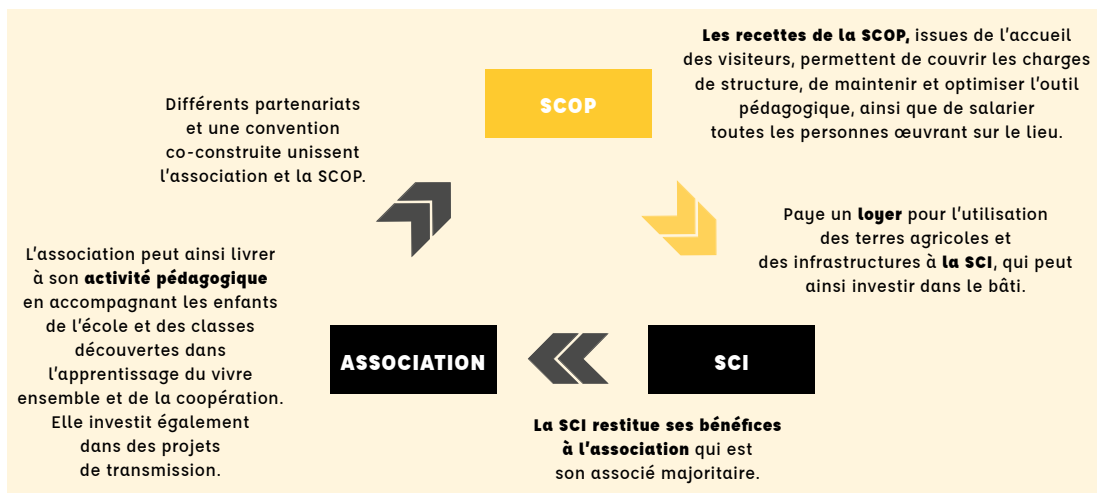 Les recettes de la SCOP, issues de l'accueil
des visiteurs, permettent de couvrir les charges
de structure, de maintenir et optimiser l'outil
pédagogique, ainsi que de salarier
toutes les personnes œuvrant sur le lieu.
SCOP
Différents partenariats
et une convention
co-construite unissent
l'association et la SCOP.
Paye un loyer pour l'utilisation
des terres agricoles et
des infrastructures à la SCI, qui peut
ainsi investir dans le bâti.
L'association peut ainsi livrer
à son activité pédagogique
en accompagnant les enfants
de l'école et des classes
découvertes dans
l'apprentissage du vivre
ensemble et de la coopération.
Elle investit également
dans des projets
de transmission.
ASSOCIATION
SCI
La SCI restitue ses bénéfices
à l'association qui est
son associé majoritaire.